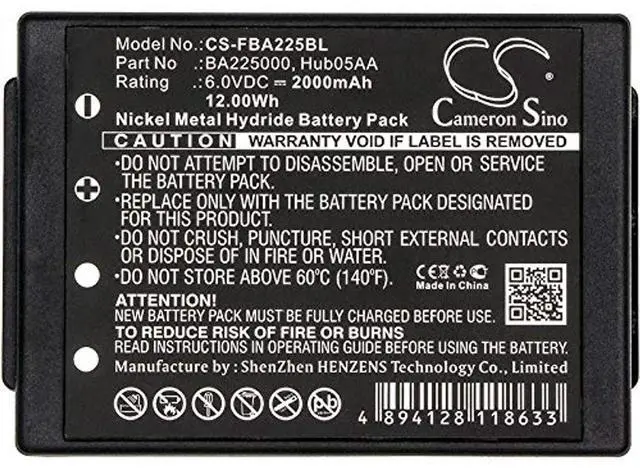 Model No.: CS-FBA225BL
Part No : BA225000, Hub05AA
Rating : 6.0VDC 2000mAh
12.00Wh
Cameron Sino
Nickel Metal Hydride Battery Pack
CAUTION WARRANTY VOID IF LABEL IS REMOVED
•DO NOT ATTEMPT TO DISASSEMBLE, OPEN OR SERVICE
THE BATTERY PACK.
•REPLACE ONLY WITH THE BATTERY PACK DESIGNATED
FOR THIS PRODUCT.
•DO NOT CRUSH, PUNCTURE, SHORT EXTERNAL CONTACTS
OR DISPOSE OF IN FIRE.
•DO NOT STORE ABOVE 60°C (140°F).
CE FC
Made In China
ATTENTION!
NEW BATTERY PACK MUST BE FULLY CHARGED BEFORE USE.
TO REDUCE RISK OF FIRE OR BURNS
READ INSTRUCTIONS IN OPERATING GUIDE BEFORE USING BATTERY.
Manufacture by : ShenZhen HENZENS Technology Co., Limited
Pb
4 894128 118633